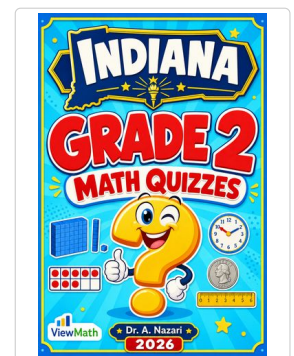 INDIANA
GRADE 2
MATH QUIZZES
ViewMath
★ Dr. A. Nazari ★
2026